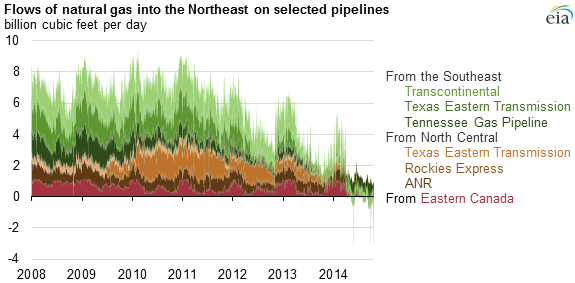 Flows of natural gas into the Northeast on selected pipelines
billion cubic feet per day
eia
10
8
6
4
2
0
-2
-4
2008 2009 2010 2011 2012 2013 2014
From the Southeast
Transcontinental
Texas Eastern Transmission
Tennessee Gas Pipeline
From North Central
Texas Eastern Transmission
Rockies Express
ANR
From Eastern Canada